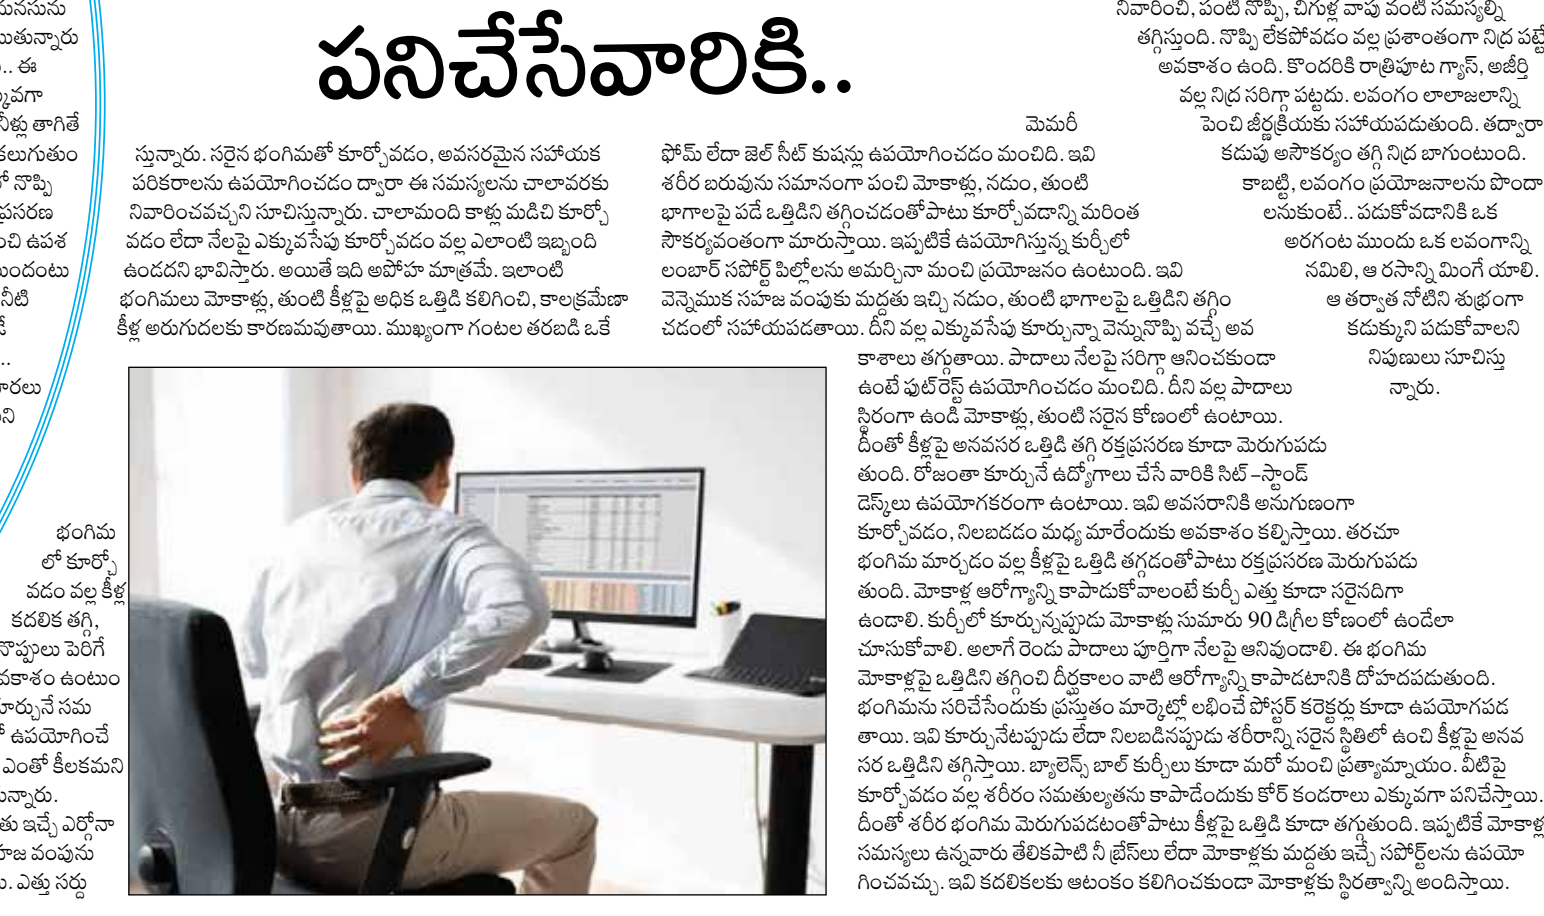 మనసును
యితున్నారు
.. ఈ
క్కువగా
నీళ్లు తాగితే
కలుగుతుం
లో నొప్పి
ప్రసరణ
చి ఉపశ
ముందంటు
నీటి
డే
..
ారలు
ుని
పనిచేసేవారికి..
స్తున్నారు. సరైన భంగిమతో కూర్చోవడం, అవసరమైన సహాయక
పరికరాలను ఉపయోగించడం ద్వారా ఈ సమస్యలను చాలావరకు
నివారించవచ్చని సూచిస్తున్నారు. చాలామంది కాళ్లు మడిచి కూర్చో
వడం లేదా నేలపై ఎక్కువసేపు కూర్చోవడం వల్ల ఎలాంటి ఇబ్బంది
ఉండదని భావిస్తారు. అయితే ఇది అపోహ మాత్రమే. ఇలాంటి
భంగిమలు మోకాళ్లు, తుంటి కీళ్లపై అధిక ఒత్తిడి కలిగించి, కాలక్రమేణా
కీళ్ల అరుగుదలకు కారణమవుతాయి. ముఖ్యంగా గంటల తరబడి ఒకే
భంగిమ
లో కూర్చో
వడం వల్ల కీళ్ల
కదలిక తగ్గి,
నొప్పులు పెరిగే
వకాశం ఉంటుం
ూర్చునే సమ
ో ఉపయోగించే
ఎంతో కీలకమని
న్నారు.
తు ఇచ్చే ఎర్గోనా
హజ వంపును
ు. ఎత్తు సర్దు
మెమరీ
ఫోమ్ లేదా జెల్ సీట్ కుషన్లు ఉపయోగించడం మంచిది. ఇవి
శరీర బరువును సమానంగా పంచి మోకాళ్లు, నడుం, తుంటి
భాగాలపై పడే ఒత్తిడిని తగ్గించడంతోపాటు కూర్చోవడాన్ని మరింత
సౌకర్యవంతంగా మారుస్తాయి. ఇప్పటికే ఉపయోగిస్తున్న కుర్చీలో
లంబార్ సపోర్ట్ పిల్లోలను అమర్చినా మంచి ప్రయోజనం ఉంటుంది. ఇవి
వెన్నెముక సహజ వంపుకు మద్దతు ఇచ్చి నడుం, తుంటి భాగాలపై ఒత్తిడిని తగ్గిం
చడంలో సహాయపడతాయి. దీని వల్ల ఎక్కువసేపు కూర్చున్నా వెన్నునొప్పి వచ్చే అవ
కాశాలు తగ్గుతాయి. పాదాలు నేలపై సరిగ్గా ఆనించకుండా
ఉంటే ఫుట్‌రెస్ట్ ఉపయోగించడం మంచిది. దీని వల్ల పాదాలు
స్థిరంగా ఉండి మోకాళ్లు, తుంటి సరైన కోణంలో ఉంటాయి.
దీంతో కీళ్లపై అనవసర ఒత్తిడి తగ్గి రక్తప్రసరణ కూడా మెరుగుపడు
తుంది. రోజంతా కూర్చునే ఉద్యోగాలు చేసే వారికి సిట్ –స్టాండ్
డెస్క్‌లు ఉపయోగకరంగా ఉంటాయి. ఇవి అవసరానికి అనుగుణంగా
కూర్చోవడం, నిలబడడం మధ్య మారేందుకు అవకాశం కల్పిస్తాయి. తరచూ
భంగిమ మార్చడం వల్ల కీళ్లపై ఒత్తిడి తగ్గడంతోపాటు రక్తప్రసరణ మెరుగుపడు
తుంది. మోకాళ్ల ఆరోగ్యాన్ని కాపాడుకోవాలంటే కుర్చీ ఎత్తు కూడా సరైనదిగా
ఉండాలి. కుర్చీలో కూర్చున్నప్పుడు మోకాళ్లు సుమారు 90 డిగ్రీల కోణంలో ఉండేలా
చూసుకోవాలి. అలాగే రెండు పాదాలు పూర్తిగా నేలపై ఆనివుండాలి. ఈ భంగిమ
మోకాళ్లపై ఒత్తిడిని తగ్గించి దీర్ఘకాలం వాటి ఆరోగ్యాన్ని కాపాడటానికి దోహదపడుతుంది.
భంగిమను సరిచేసేందుకు ప్రస్తుతం మార్కెట్లో లభించే పోస్టర్ కరెక్టర్లు కూడా ఉపయోగపడ
తాయి. ఇవి కూర్చునేటప్పుడు లేదా నిలబడినప్పుడు శరీరాన్ని సరైన స్థితిలో ఉంచి కీళ్లపై అనవ
సర ఒత్తిడిని తగ్గిస్తాయి. బ్యాలెన్స్ బాల్ కుర్చీలు కూడా మరో మంచి ప్రత్యామ్నాయం. వీటిపై
కూర్చోవడం వల్ల శరీరం సమతుల్యతను కాపాడేందుకు కోర్ కండరాలు ఎక్కువగా పనిచేస్తాయి.
దీంతో శరీర భంగిమ మెరుగుపడటంతోపాటు కీళ్లపై ఒత్తిడి కూడా తగ్గుతుంది. ఇప్పటికే మోకాళ్ల
సమస్యలు ఉన్నవారు తేలికపాటి నీ బ్రేస్‌లు లేదా మోకాళ్లకు మద్దతు ఇచ్చే సపోర్ట్‌లను ఉపయో
గించవచ్చు. ఇవి కదలికలకు ఆటంకం కలిగించకుండా మోకాళ్లకు స్థిరత్వాన్ని అందిస్తాయి.
నివారించి, పంటి నొప్పి, చిగుళ్ల వాపు వంటి సమస్యల్ని
తగ్గిస్తుంది. నొప్పి లేకపోవడం వల్ల ప్రశాంతంగా నిద్ర పట్టే
అవకాశం ఉంది. కొందరికి రాత్రిపూట గ్యాస్, అజీర్తి
వల్ల నిద్ర సరిగ్గా పట్టదు. లవంగం లాలాజలాన్ని
పెంచి జీర్ణక్రియకు సహాయపడుతుంది. తద్వారా
కడుపు అసౌకర్యం తగ్గి నిద్ర బాగుంటుంది.
కాబట్టి, లవంగం ప్రయోజనాలను పొందా
లనుకుంటే.. పడుకోవడానికి ఒక
అరగంట ముందు ఒక లవంగాన్ని
నమిలి, ఆ రసాన్ని మింగే యాలి.
ఆ తర్వాత నోటిని శుభ్రంగా
కడుక్కుని పడుకోవాలని
నిపుణులు సూచిస్తు
న్నారు.